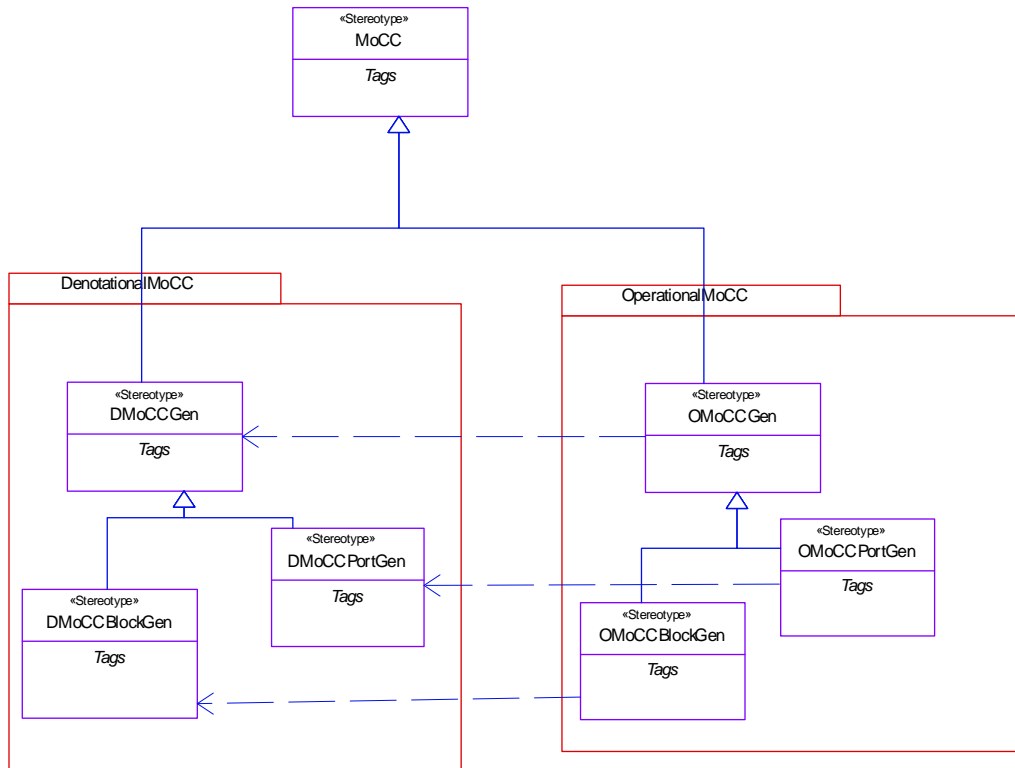 «Stereotype»
MoCC
Tags
DenotationalMoCC
OperationalMoCC
«Stereotype»
DMoCCGen
Tags
«Stereotype»
OMoCCGen
Tags
«Stereotype»
DMoCCPortGen
Tags
«Stereotype»
DMoCCBlockGen
Tags
«Stereotype»
OMoCCPortGen
Tags
«Stereotype»
OMoCCBlockGen
Tags